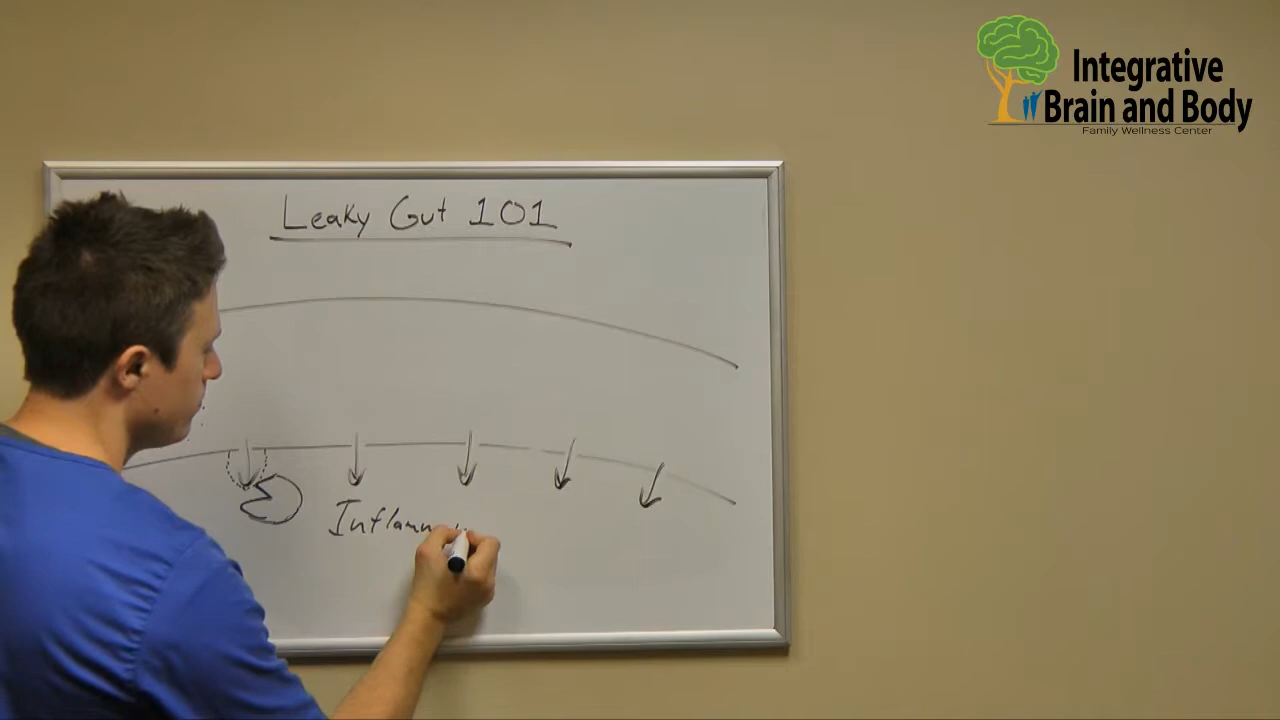 Integrative
Brain and Body
Family Wellness Center
Leaky Gut 101